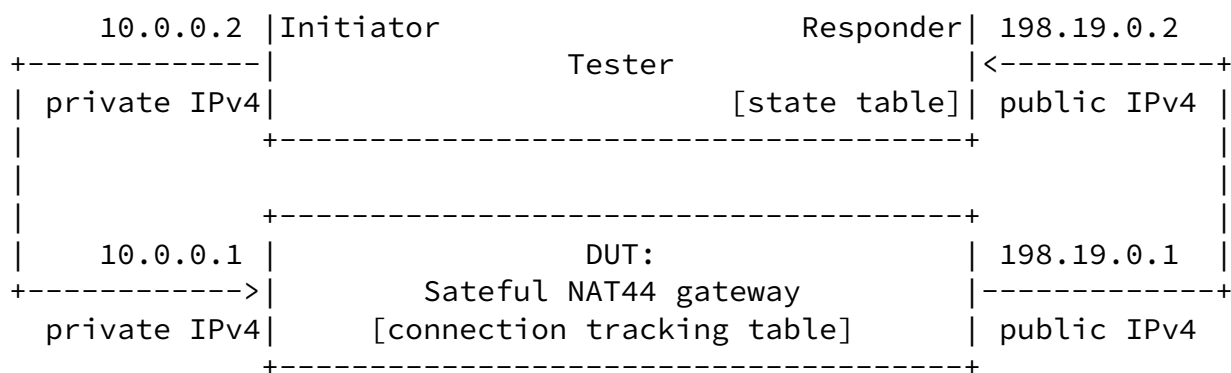 10.0.0.2 |Initiator Responder| 198.19.0.2
+-------------| Tester |<------------+
| private IPv4| [state table]| public IPv4 |
| +--------------------------------------+ |
| |
| +--------------------------------------+ |
| 10.0.0.1 | DUT: | 198.19.0.1 |
+------------>| Sateful NAT44 gateway |-------------+
private IPv4| [connection tracking table] | public IPv4
+--------------------------------------+